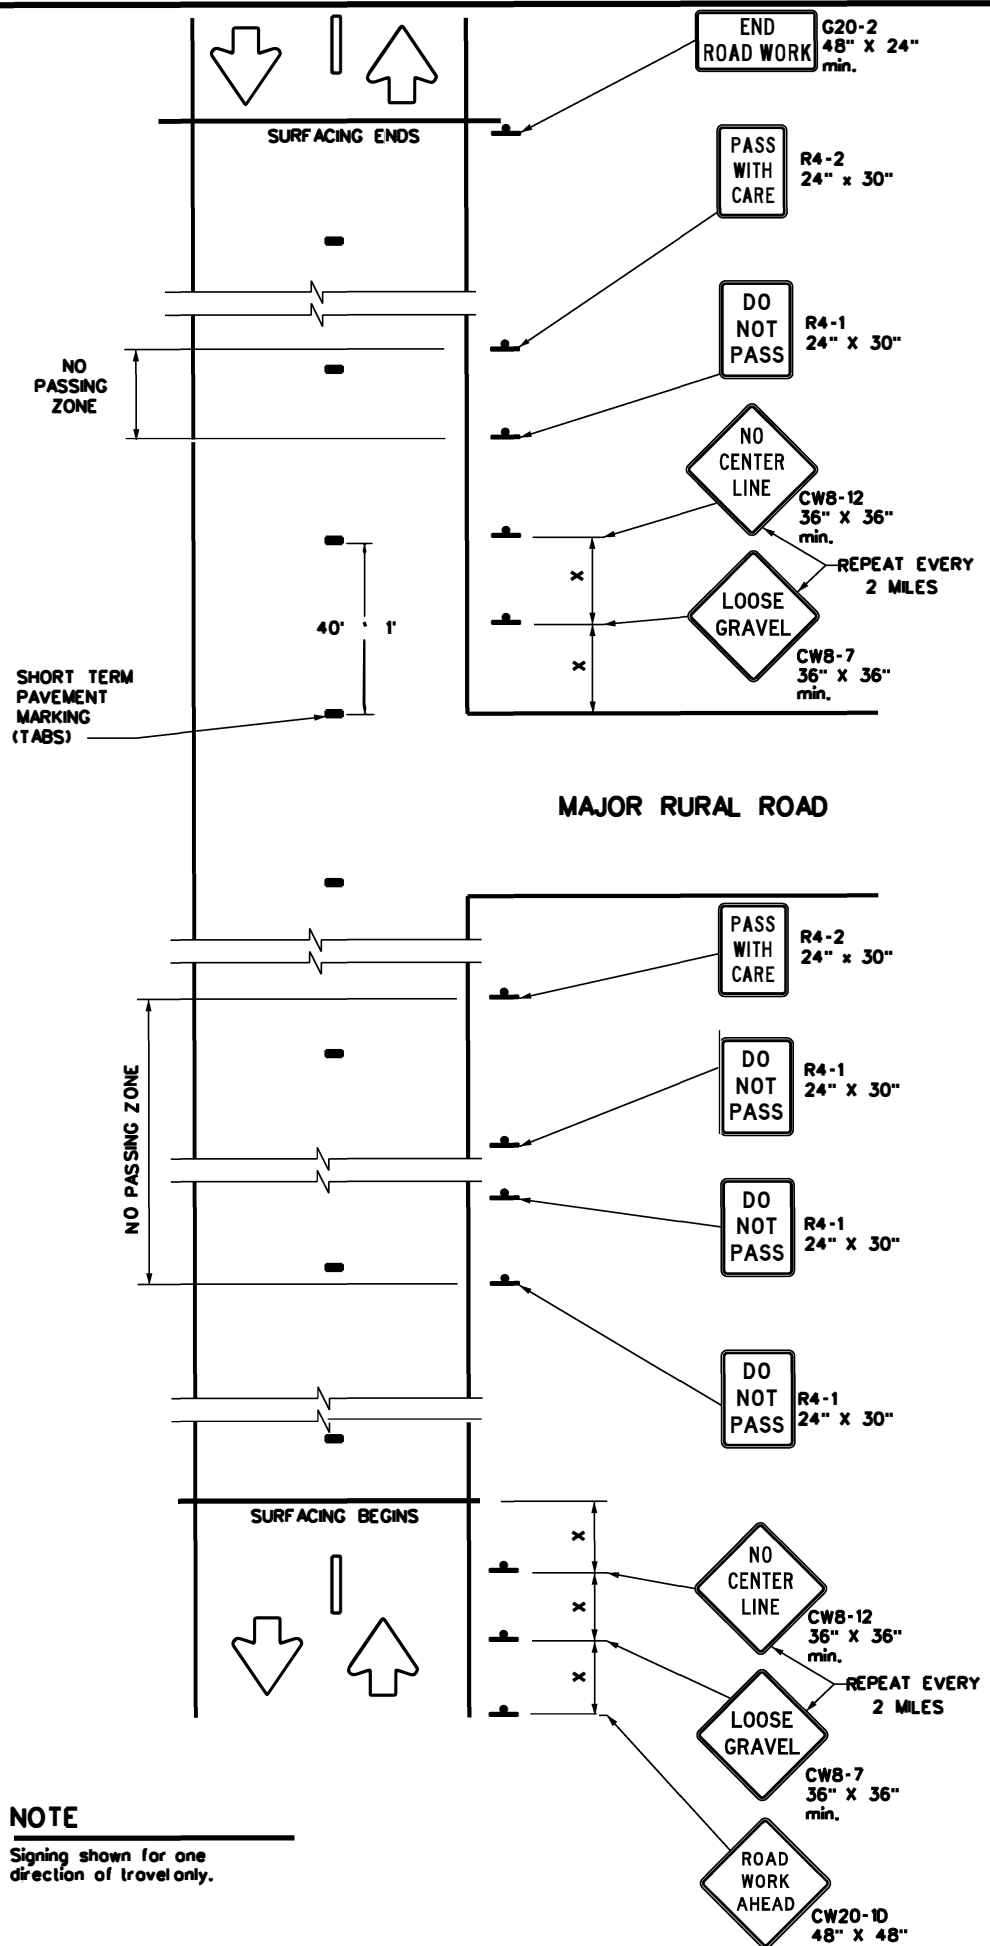 END
ROAD WORK
G20-2
48" X 24"
min.
SURFACING ENDS
PASS
WITH
CARE
R4-2
24" x 30"
DO
NOT
PASS
R4-1
24" X 30"
NO
PASSING
ZONE
NO
CENTER
LINE
CW8-12
36" X 36"
min.
REPEAT EVERY
2 MILES
X
LOOSE
GRAVEL
CW8-7
36" X 36"
min.
X
40' 1'
SHORT TERM
PAVEMENT
MARKING
(TABS)
MAJOR RURAL ROAD
PASS
WITH
CARE
R4-2
24" x 30"
NO PASSING ZONE
DO
NOT
PASS
R4-1
24" X 30"
DO
NOT
PASS
R4-1
24" X 30"
DO
NOT
PASS
R4-1
24" X 30"
SURFACING BEGINS
X
X
X
NO
CENTER
LINE
CW8-12
36" X 36"
min.
REPEAT EVERY
2 MILES
LOOSE
GRAVEL
CW8-7
36" X 36"
min.
ROAD
WORK
AHEAD
CW20-1D
48" X 48"
NOTE
Signing shown for one
direction of travel only.